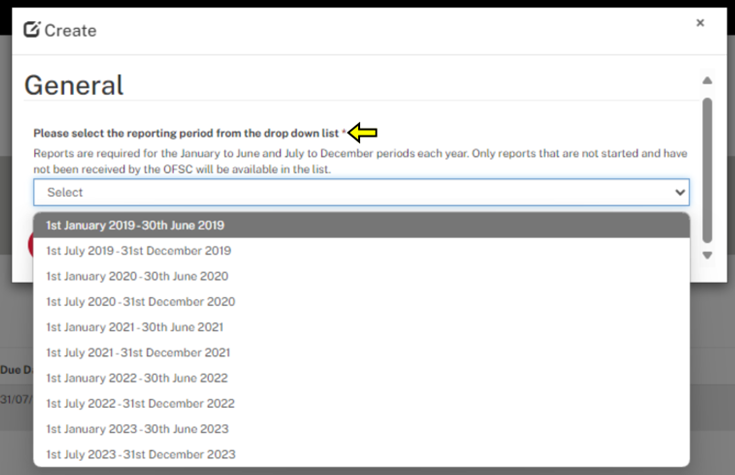 Create
×
General
Please select the reporting period from the drop down list *
Reports are required for the January to June and July to December periods each year. Only reports that are not started and have
not been received by the OFSC will be available in the list.
Select
1st January 2019 - 30th June 2019
1st July 2019 - 31st December 2019
1st January 2020 - 30th June 2020
1st July 2020 - 31st December 2020
1st January 2021 - 30th June 2021
1st July 2021 - 31st December 2021
1st January 2022 - 30th June 2022
1st July 2022 - 31st December 2022
1st January 2023 - 30th June 2023
1st July 2023 - 31st December 2023
Due D
31/07/